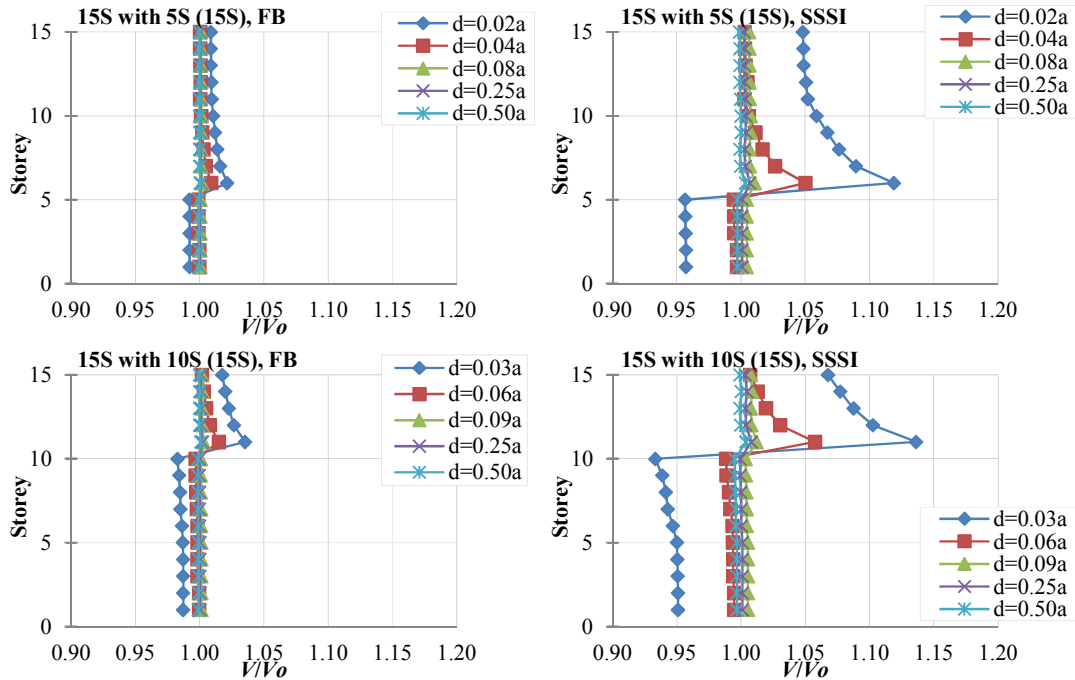 15S with 5S (15S), FB
15
10
5
0
Storey
0.90 0.95 1.00 1.05 1.10 1.15 1.20
V/Vo
d=0.02a
d=0.04a
d=0.08a
d=0.25a
d=0.50a
15S with 5S (15S), SSSI
15
10
5
0
Storey
0.90 0.95 1.00 1.05 1.10 1.15 1.20
V/Vo
d=0.02a
d=0.04a
d=0.08a
d=0.25a
d=0.50a
15S with 10S (15S), FB
15
10
5
0
Storey
0.90 0.95 1.00 1.05 1.10 1.15 1.20
V/Vo
d=0.03a
d=0.06a
d=0.09a
d=0.25a
d=0.50a
15S with 10S (15S), SSSI
15
10
5
0
Storey
0.90 0.95 1.00 1.05 1.10 1.15 1.20
V/Vo
d=0.03a
d=0.06a
d=0.09a
d=0.25a
d=0.50a